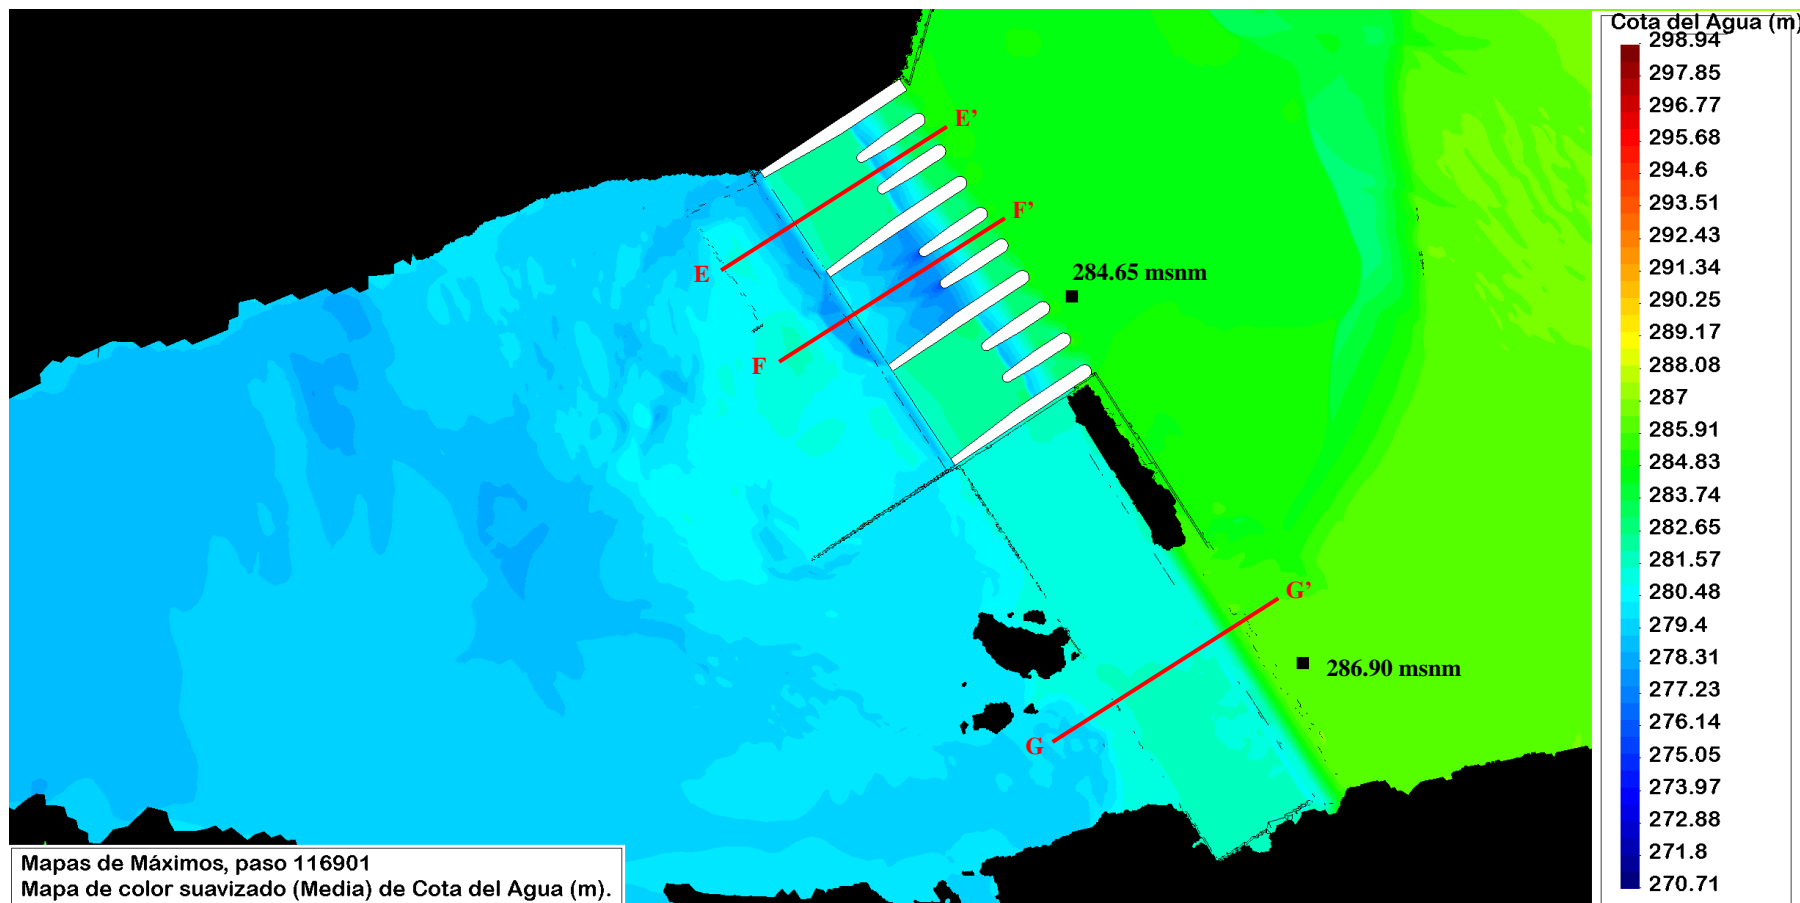 Cota del Agua (m)
298.94
297.85
296.77
295.68
294.6
293.51
292.43
291.34
290.25
289.17
288.08
287
285.91
284.83
283.74
282.65
281.57
280.48
279.4
278.31
277.23
276.14
275.05
273.97
272.88
271.8
270.71
E’
F’
E
284.65 msnm
F
G’
286.90 msnm
G
Mapas de Máximos, paso 116901
Mapa de color suavizado (Media) de Cota del Agua (m).